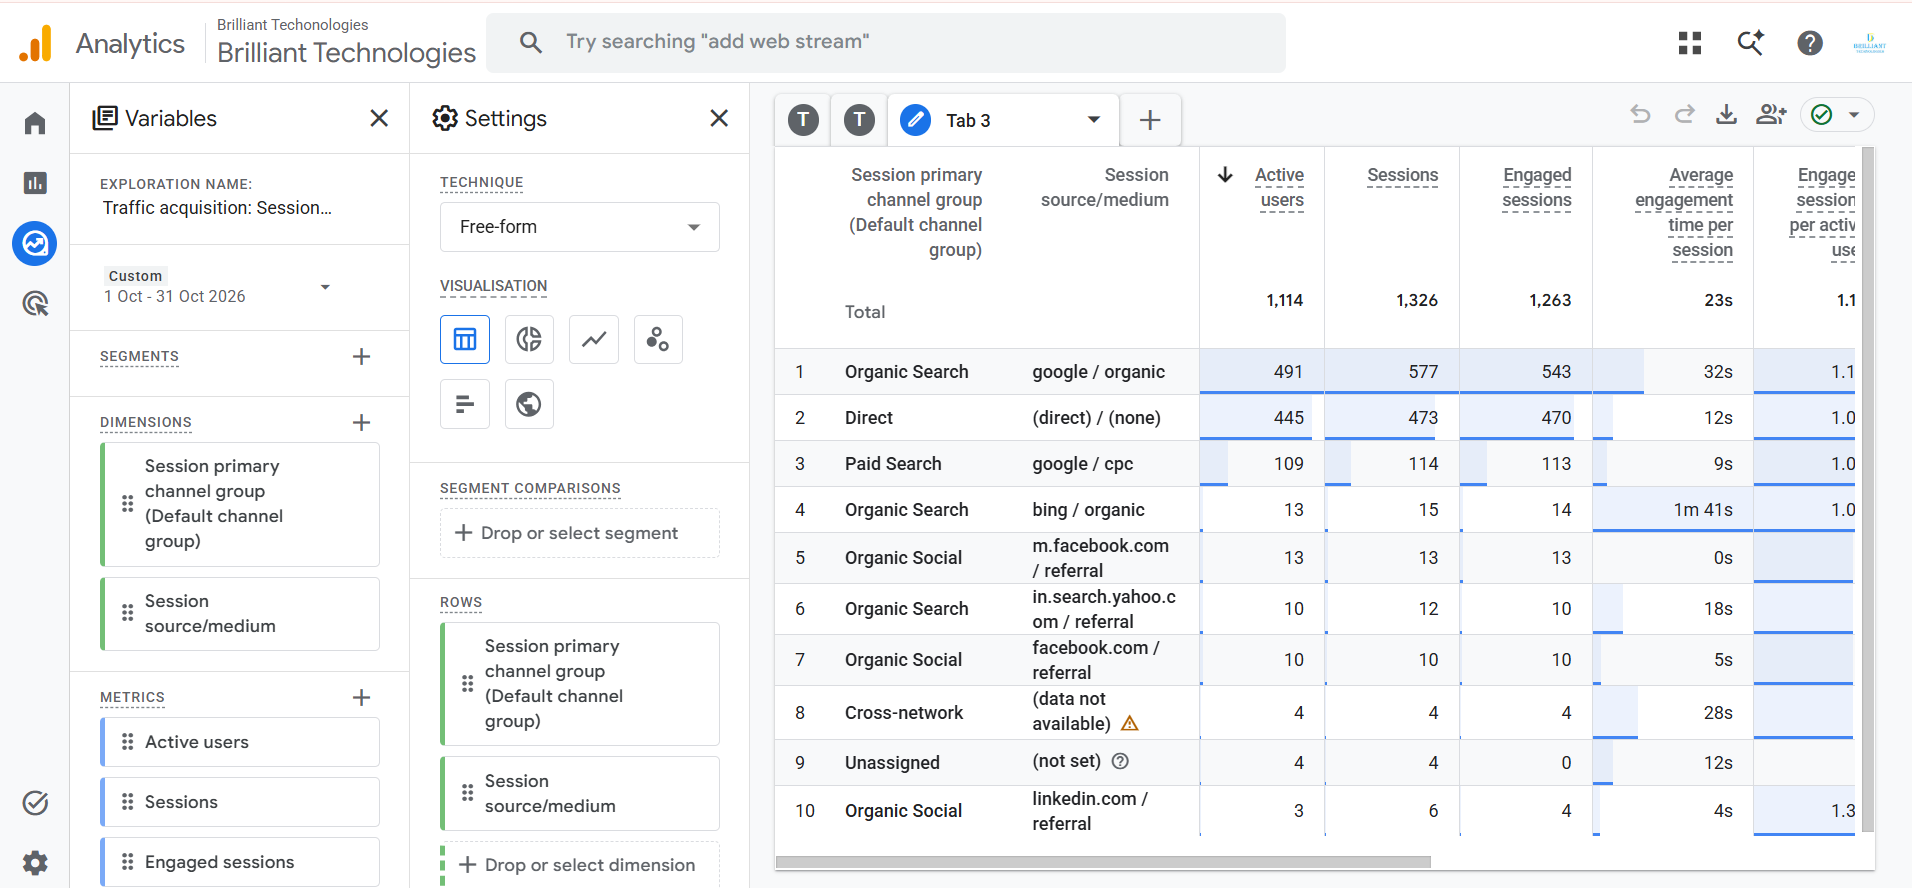 Analytics
Brilliant Techonologies
Brilliant Technologies
Try searching "add web stream"
BRILLIANT
Variables
EXPLORATION NAME:
Traffic acquisition: Session...
Custom
1 Oct - 31 Oct 2026
SEGMENTS
DIMENSIONS
Session primary
channel group
(Default channel
group)
Session
source/medium
METRICS
Active users
Sessions
Engaged sessions
Settings
TECHNIQUE
Free-form
VISUALISATION
SEGMENT COMPARISONS
Drop or select segment
ROWS
Session primary
channel group
(Default channel
group)
Session
source/medium
Drop or select dimension
T T Tab 3
Session primary
channel group
(Default channel
group)
Session
source/medium
Active
users
Sessions
Engaged
sessions
Average
engagement
time per
session
Engage
session
per activ
use
Total 1,114 1,326 1,263 23s 1.1
1 Organic Search google / organic 491 577 543 32s 1.1
2 Direct (direct) / (none) 445 473 470 12s 1.0
3 Paid Search google / cpc 109 114 113 9s 1.0
4 Organic Search bing / organic 13 15 14 1m 41s 1.0
5 Organic Social m.facebook.com
/ referral 13 13 13 0s
6 Organic Search in.search.yahoo.c
om / referral 10 12 10 18s
7 Organic Social facebook.com /
referral 10 10 10 5s
8 Cross-network (data not
available) 4 4 4 28s
9 Unassigned (not set) 4 4 0 12s
10 Organic Social linkedin.com /
referral 3 6 4 4s 1.3